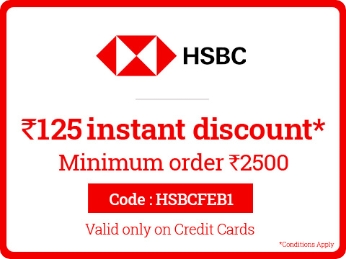 HSBC
₹125 instant discount*
Minimum order ₹2500
Code : HSBCFEB1
Valid only on Credit Cards
*Conditions Apply